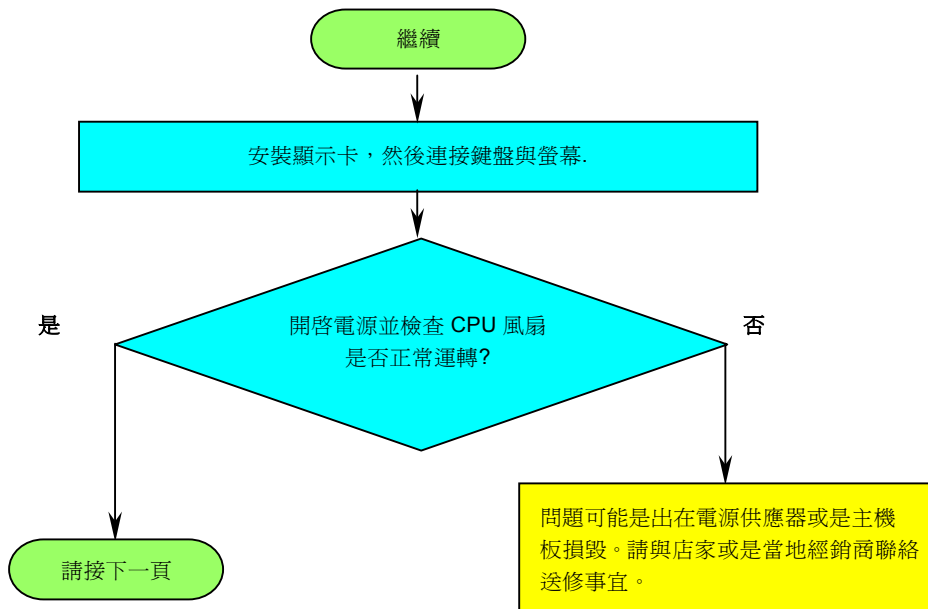 繼續
安裝顯示卡，然後連接鍵盤與螢幕.
是
開啓電源並檢查 CPU 風扇
是否正常運轉?
否
問題可能是出在電源供應器或是主機
板損毀。請與店家或是當地經銷商聯絡
送修事宜。
請接下一頁